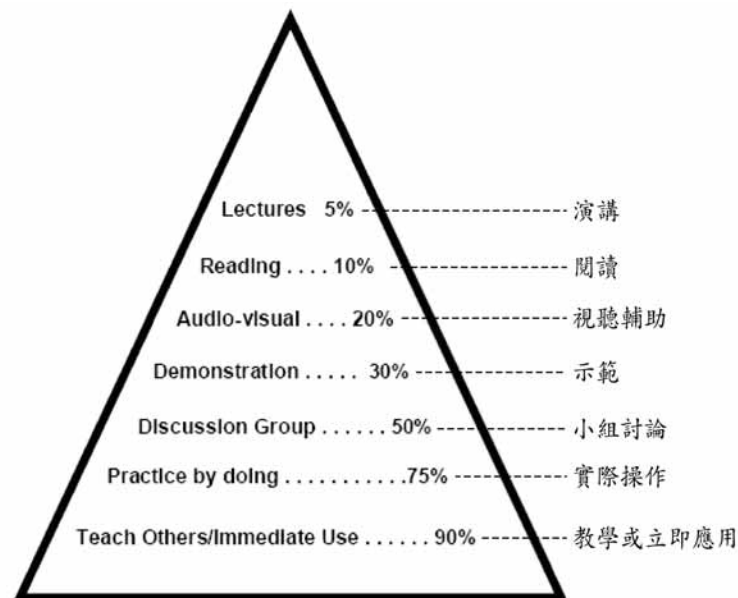 Lectures 5% ---------------- 演講
Reading . . . . 10% ---------------- 閱讀
Audio-visual . . . . 20% ---------------- 視聽輔助
Demonstration . . . . . 30% ---------------- 示範
Discussion Group . . . . . . 50% ---------------- 小組討論
Practice by doing . . . . . . . . . . .75% ---------------- 實際操作
Teach Others/Immediate Use . . . . . . 90% ---------------- 教學或立即應用